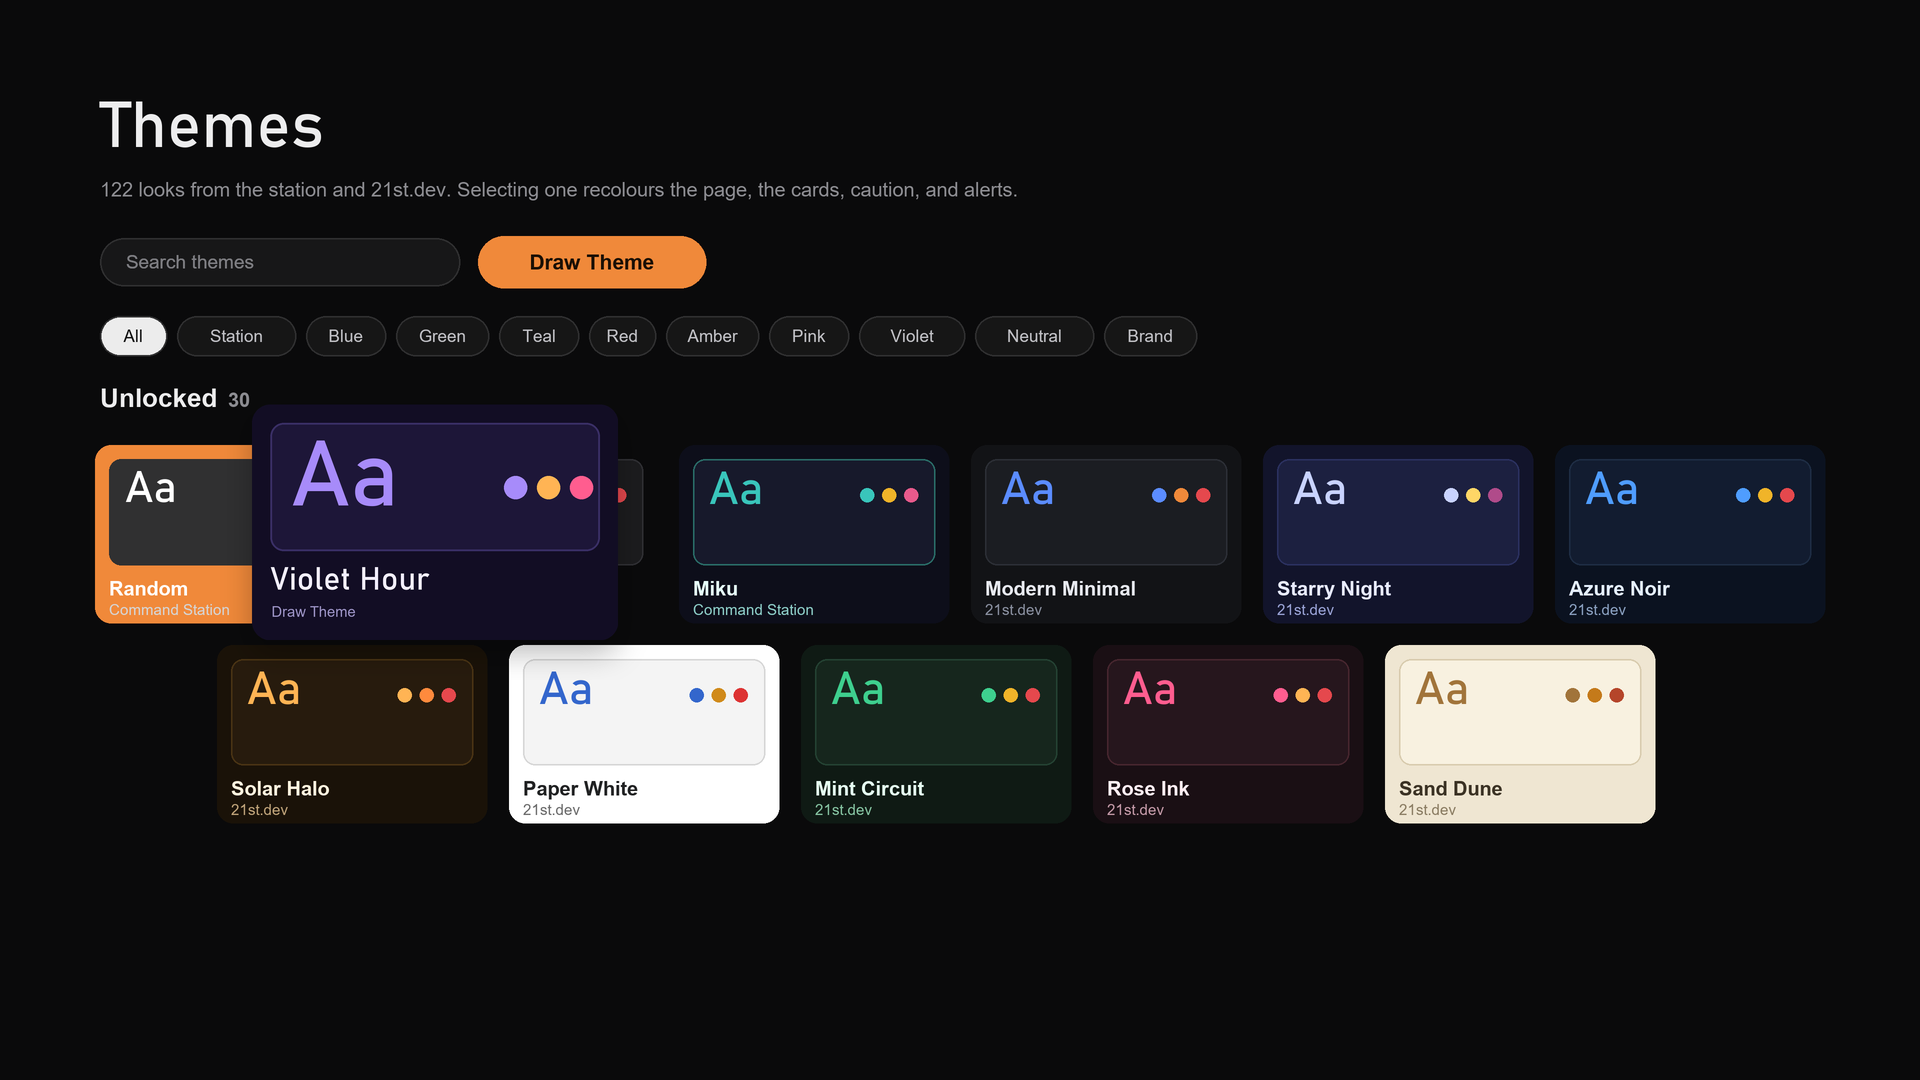 Themes
122 looks from the station and 21st.dev. Selecting one recolours the page, the cards, caution, and alerts.
Search themes
Draw Theme
All
Station
Blue
Green
Teal
Red
Amber
Pink
Violet
Neutral
Brand
Unlocked 30
Aa
Random
Command Station
Aa
Violet Hour
Draw Theme
Aa
Miku
Command Station
Aa
Modern Minimal
21st.dev
Aa
Starry Night
21st.dev
Aa
Azure Noir
21st.dev
Aa
Solar Halo
21st.dev
Aa
Paper White
21st.dev
Aa
Mint Circuit
21st.dev
Aa
Rose Ink
21st.dev
Aa
Sand Dune
21st.dev